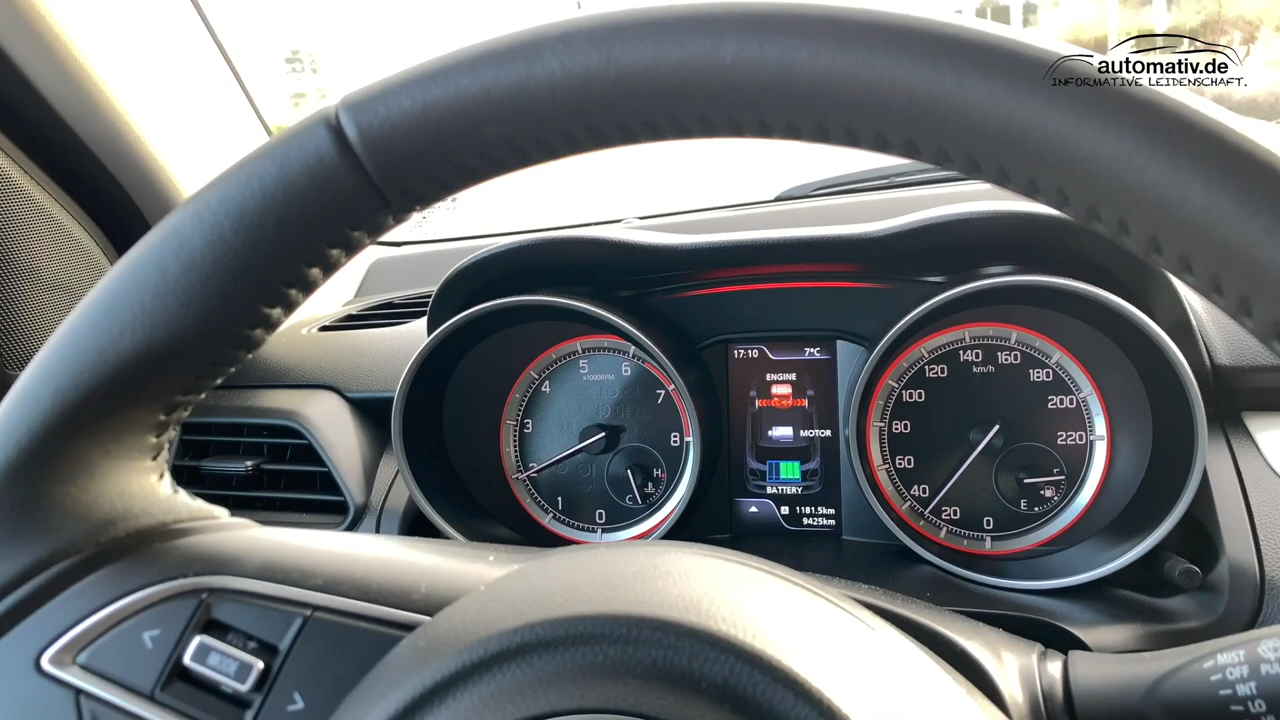 automativ.de
INFORMATIVE LEIDENSCHAFT.
17:10 7°C
ENGINE
MOTOR
BATTERY
A 1181.5km
9425km
0 1 2 3 4 5 6 7 8
x1000RPM
H
C
0 20 40 60 80 100 120 140 160 180 200 220
km/h
F
E
MODE
MIST
OFF
INT
LO